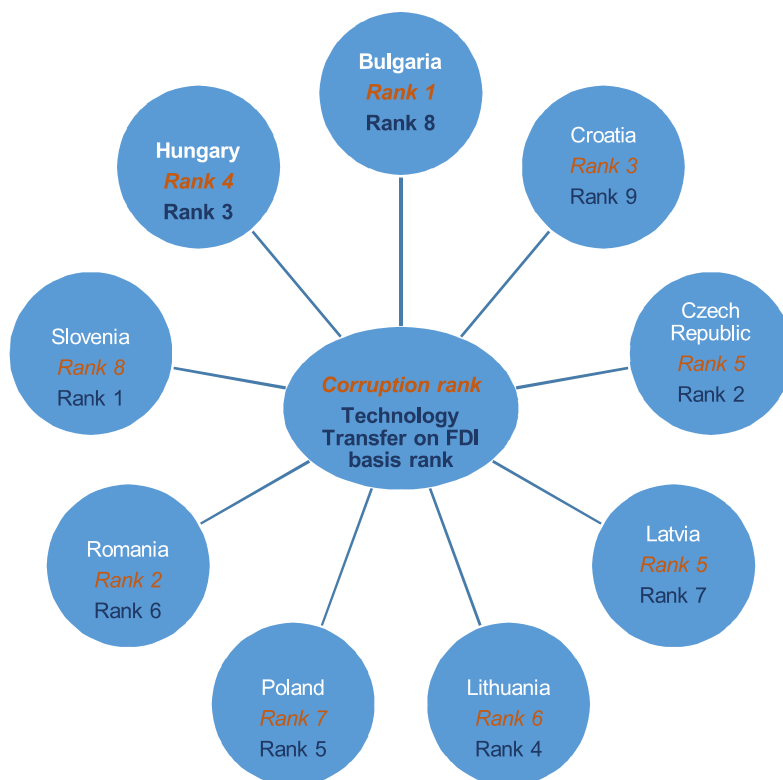 Bulgaria
Rank 1
Rank 8
Croatia
Rank 3
Rank 9
Czech
Republic
Rank 5
Rank 2
Latvia
Rank 5
Rank 7
Lithuania
Rank 6
Rank 4
Poland
Rank 7
Rank 5
Romania
Rank 2
Rank 6
Slovenia
Rank 8
Rank 1
Hungary
Rank 4
Rank 3
Corruption rank
Technology
Transfer on FDI
basis rank